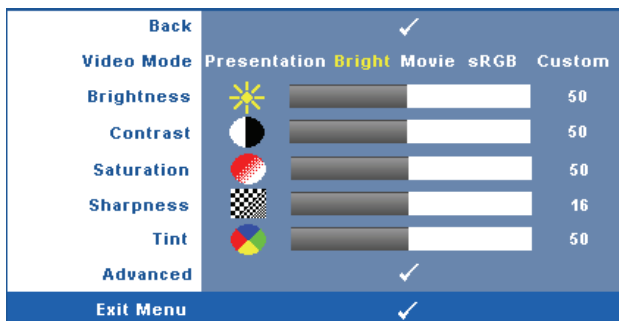 Back
Video Mode Presentation Bright Movie sRGB Custom
Brightness 50
Contrast 50
Saturation 50
Sharpness 16
Tint 50
Advanced
Exit Menu